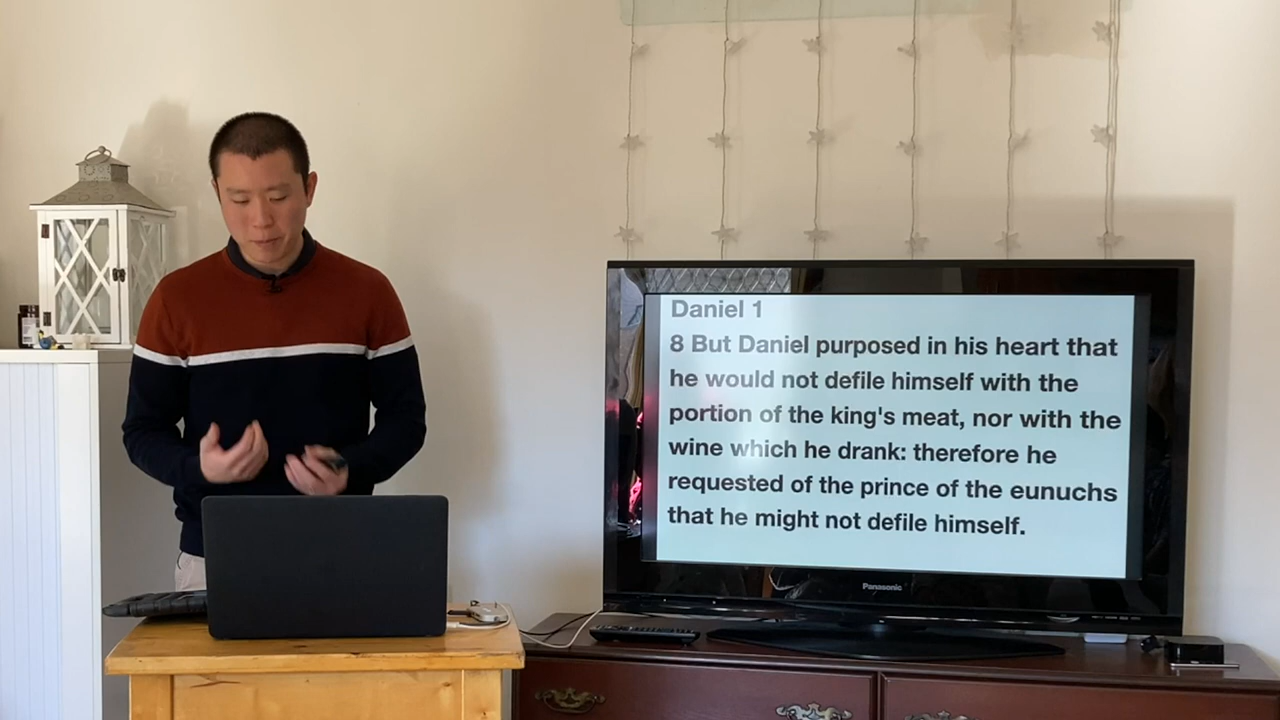 Daniel 1
8 But Daniel purposed in his heart that
he would not defile himself with the
portion of the king's meat, nor with the
wine which he drank: therefore he
requested of the prince of the eunuchs
that he might not defile himself.
Panasonic